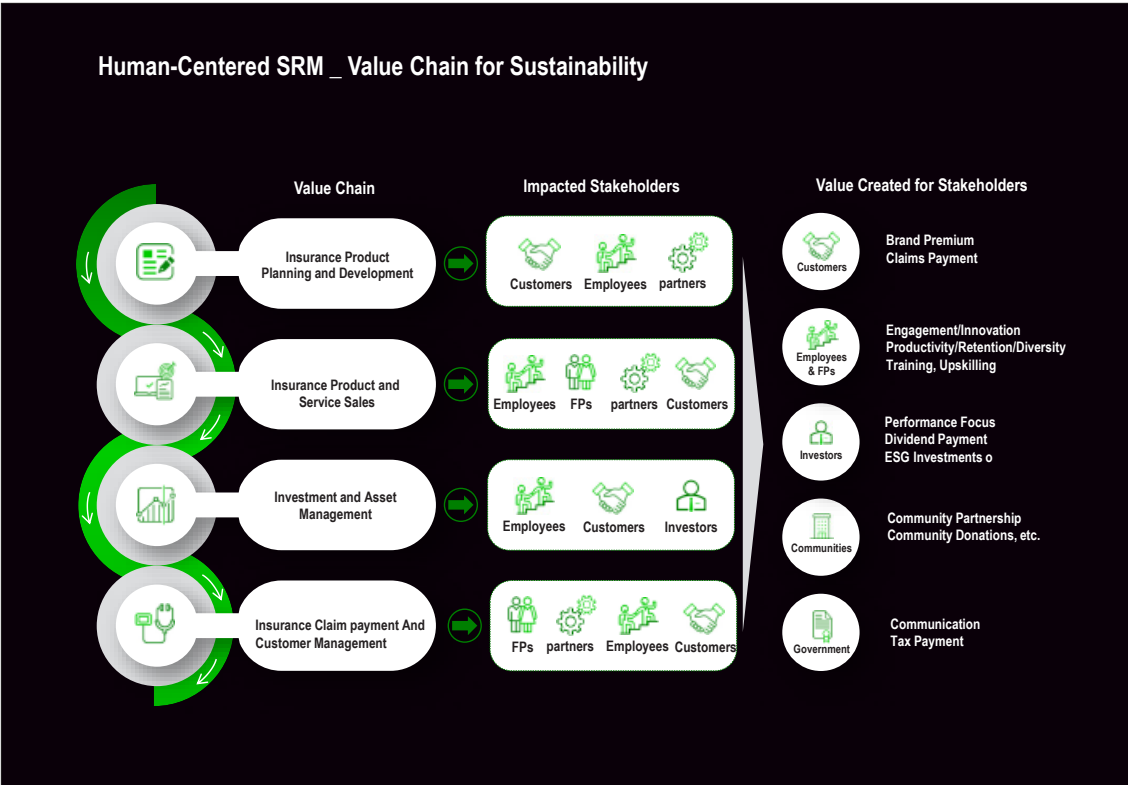 Human-Centered SRM _ Value Chain for Sustainability
Value Chain
Impacted Stakeholders
Value Created for Stakeholders
Insurance Product
Planning and Development
Customers
Employees
partners
Insurance Product and
Service Sales
Employees
FPs
partners
Customers
Investment and Asset
Management
Employees
Customers
Investors
Insurance Claim payment And
Customer Management
FPs
partners
Employees
Customers
Customers
Brand Premium
Claims Payment
Employees
& FPs
Engagement/Innovation
Productivity/Retention/Diversity
Training, Upskilling
Investors
Performance Focus
Dividend Payment
ESG Investments o
Communities
Community Partnership
Community Donations, etc.
Government
Communication
Tax Payment